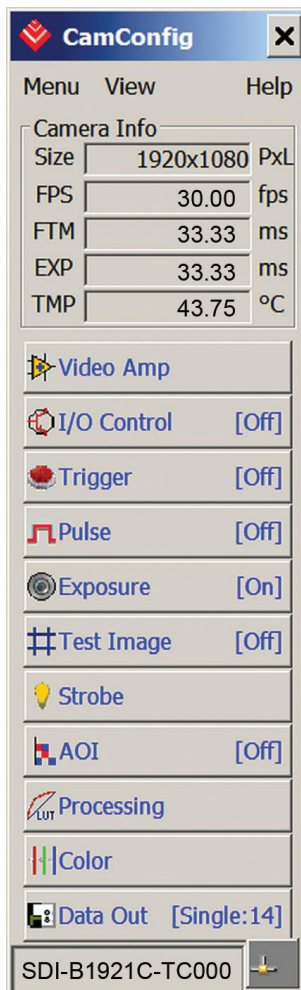 CamConfig
Menu View Help
Camera Info
Size 1920x1080 PxL
FPS 30.00 fps
FTM 33.33 ms
EXP 33.33 ms
TMP 43.75 °C
Video Amp
I/O Control [Off]
Trigger [Off]
Pulse [Off]
Exposure [On]
Test Image [Off]
Strobe
AOI [Off]
LUT Processing
Color
Data Out [Single:14]
SDI-B1921C-TC000